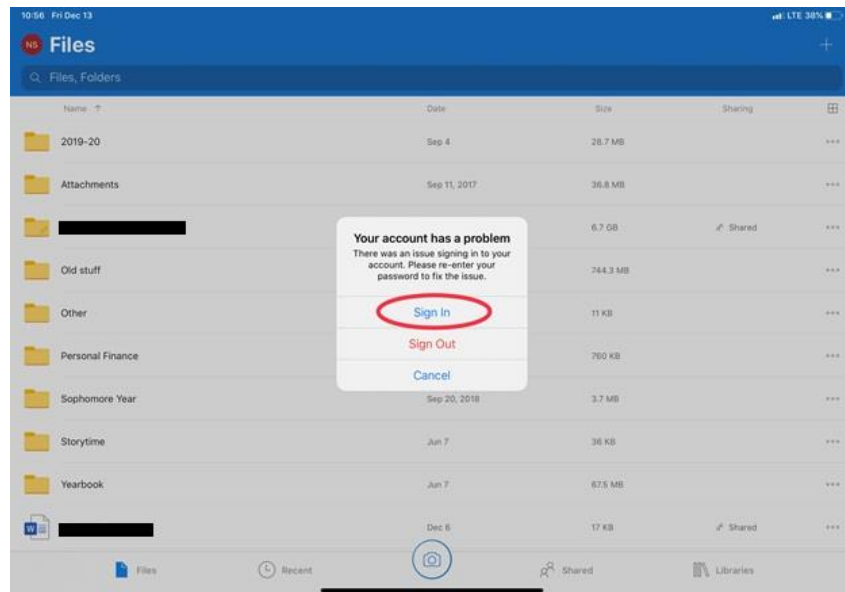 10:56 Fri Dec 13 LTE 38%
NS Files
Files, Folders
Name ↑ Date Size Sharing
2019-20 Sep 4 28.7 MB
Attachments Sep 11, 2017 36.8 MB
6.7 GB Shared
Old stuff 744.3 MB
Other 11 KB
Personal Finance 760 KB
Sophomore Year Sep 20, 2018 3.7 MB
Storytime Jun 7 36 KB
Yearbook Jun 7 67.5 MB
W Dec 6 17 KB Shared
Your account has a problem
There was an issue signing in to your
account. Please re-enter your
password to fix the issue.
Sign In
Sign Out
Cancel
Files Recent Shared Libraries